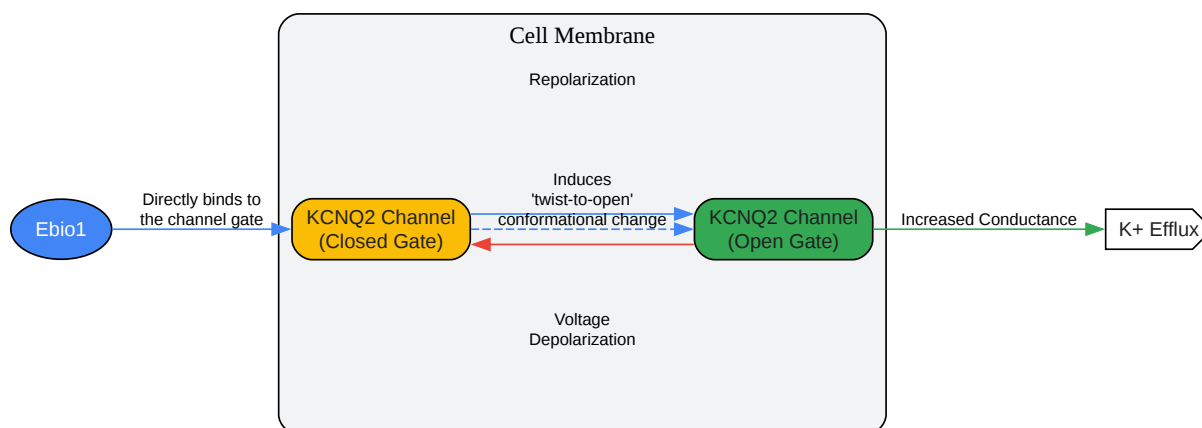 Cell Membrane
Repolarization
Ebio1
Directly binds to
the channel gate
KCNQ2 Channel
(Closed Gate)
Induces
'twist-to-open'
conformational change
KCNQ2 Channel
(Open Gate)
Increased Conductance
K+ Efflux
Voltage
Depolarization